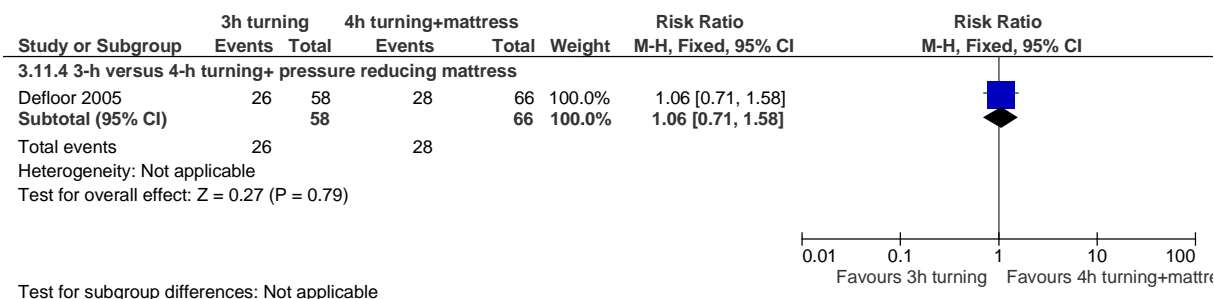 3h turning 4h turning+mattress Risk Ratio Risk Ratio
Study or Subgroup Events Total Events Total Weight M-H, Fixed, 95% CI M-H, Fixed, 95% CI
3.11.4 3-h versus 4-h turning+ pressure reducing mattress
Defloor 2005 26 58 28 66 100.0% 1.06 [0.71, 1.58]
Subtotal (95% CI) 58 66 100.0% 1.06 [0.71, 1.58]
Total events 26 28
Heterogeneity: Not applicable
Test for overall effect: Z = 0.27 (P = 0.79)
0.01 0.1 1 10 100
Favours 3h turning Favours 4h turning+mattre
Test for subgroup differences: Not applicable